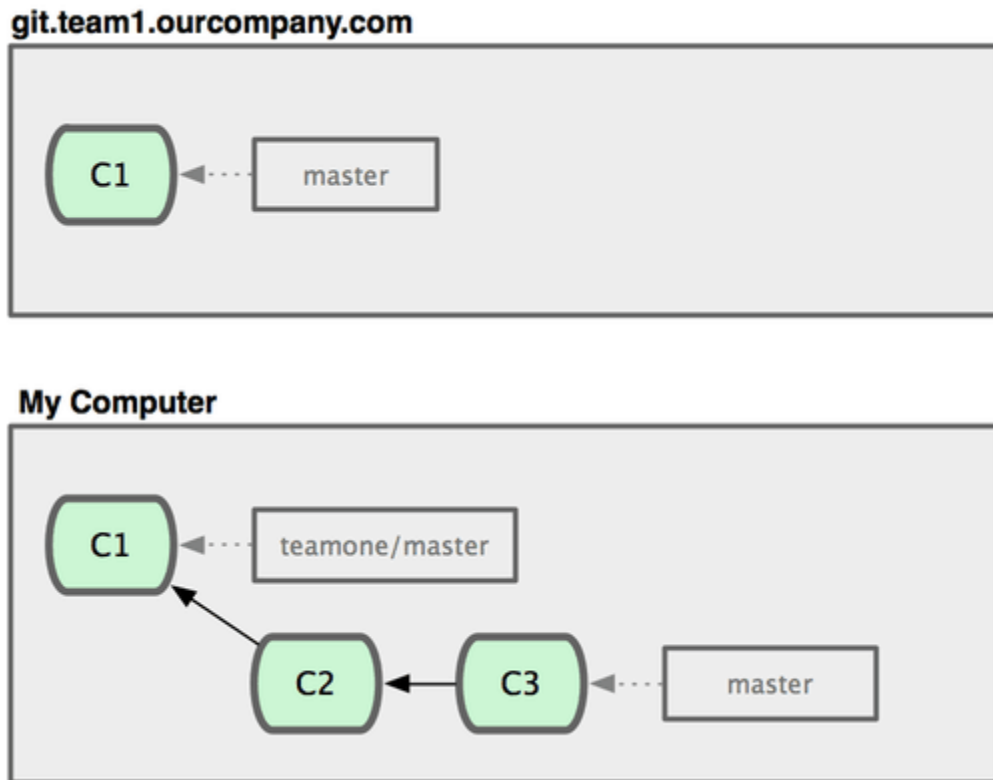 git.team1.ourcompany.com
C1
master
My Computer
C1
teamone/master
C2
C3
master